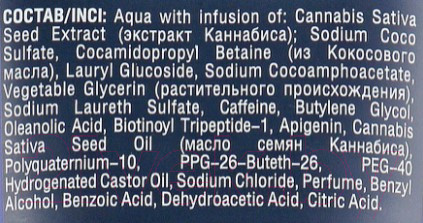 СОСТАВ/INCI: Aqua with infusion of: Cannabis Sativa
Seed Extract (экстракт Каннабиса); Sodium Coco
Sulfate, Cocamidopropyl Betaine (из Кокосового
масла), Lauryl Glucoside, Sodium Cocoamphoacetate,
Vegetable Glycerin (растительного происхождения),
Sodium Laureth Sulfate, Caffeine, Butylene Glycol,
Oleanolic Acid, Biotinoyl Tripeptide-1, Apigenin, Cannabis
Sativa Seed Oil (масло семян Каннабиса),
Polyquaternium-10, PPG-26-Buteth-26, PEG-40
Hydrogenated Castor Oil, Sodium Chloride, Perfume, Benzyl
Alcohol, Benzoic Acid, Dehydroacetic Acid, Citric Acid.